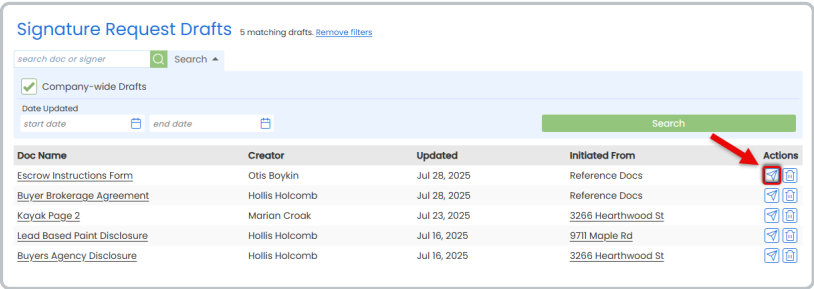 Signature Request Drafts 5 matching drafts. Remove filters
search doc or signer Search
Company-wide Drafts
Date Updated
start date end date Search
Doc Name Creator Updated Initiated From Actions
Escrow Instructions Form Otis Boykin Jul 28, 2025 Reference Docs
Buyer Brokerage Agreement Hollis Holcomb Jul 28, 2025 Reference Docs
Kayak Page 2 Marian Croak Jul 23, 2025 3266 Hearthwood St
Lead Based Paint Disclosure Hollis Holcomb Jul 16, 2025 9711 Maple Rd
Buyers Agency Disclosure Hollis Holcomb Jul 16, 2025 3266 Hearthwood St